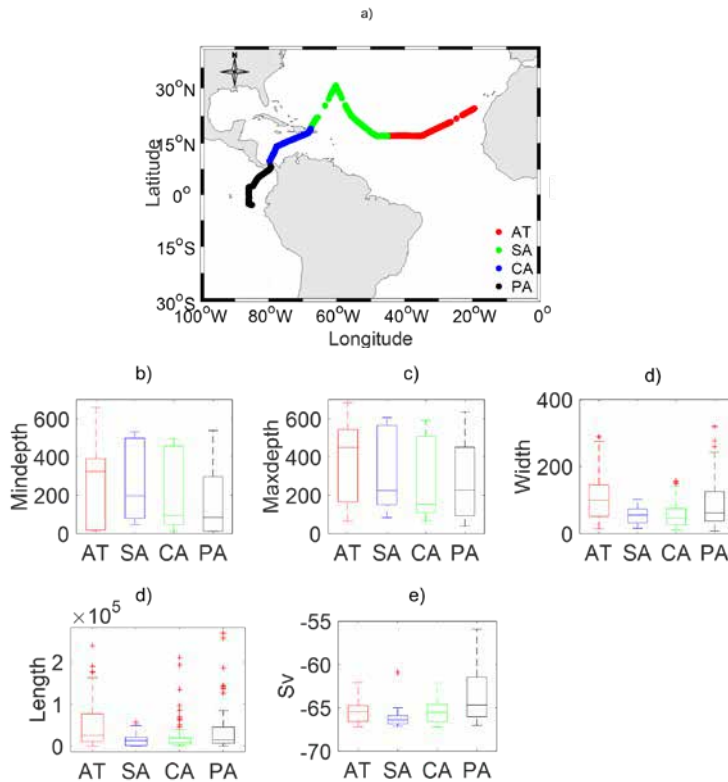 a)
N
Latitude
30°N
15°N
0°
15°S
30°S
AT
SA
CA
PA
100°W 80°W 60°W 40°W 20°W 0°
Longitude
b)
Mindepth
600
400
200
0
AT SA CA PA
c)
Maxdepth
600
400
200
0
AT SA CA PA
d)
Width
400
200
0
AT SA CA PA
d)
×10⁵
Length
2
1
0
AT SA CA PA
e)
Sv
-55
-60
-65
-70
AT SA CA PA